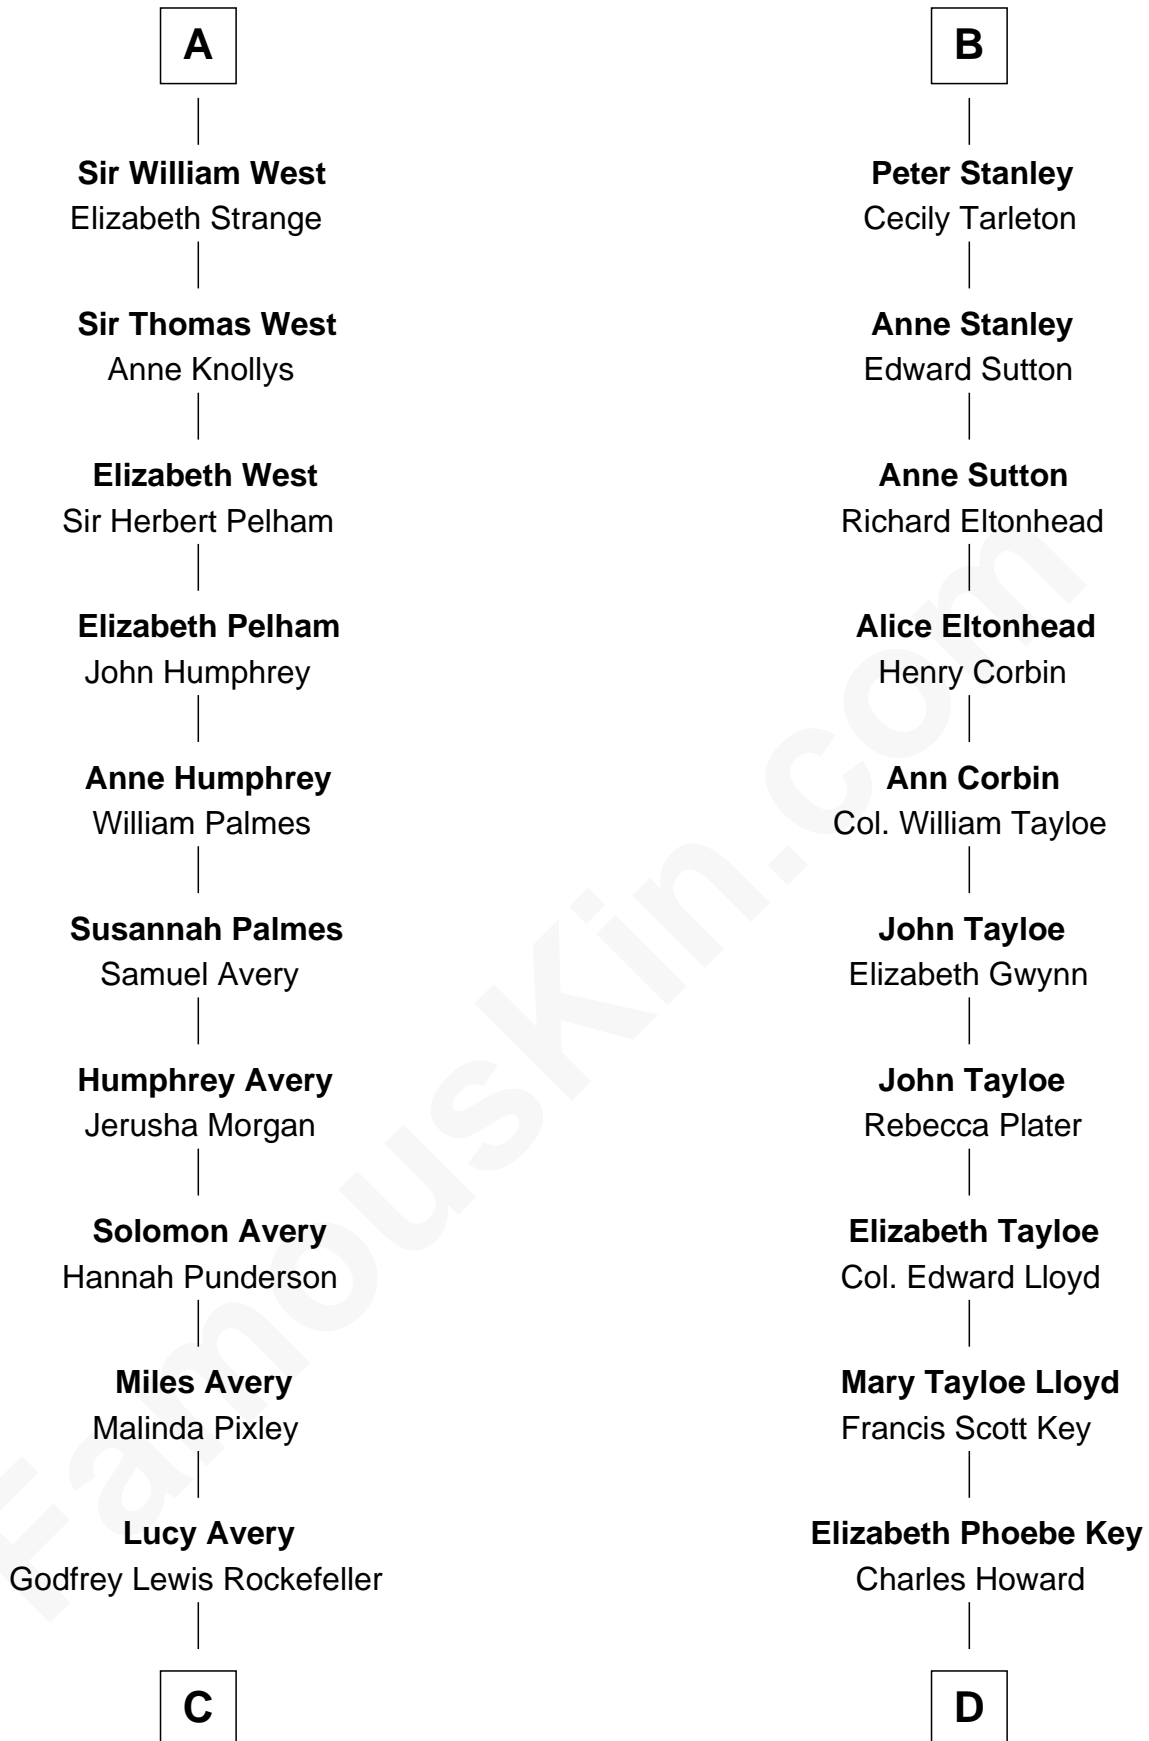 A
Sir William West
Elizabeth Strange
Sir Thomas West
Anne Knollys
Elizabeth West
Sir Herbert Pelham
Elizabeth Pelham
John Humphrey
Anne Humphrey
William Palmes
Susannah Palmes
Samuel Avery
Humphrey Avery
Jerusha Morgan
Solomon Avery
Hannah Punderson
Miles Avery
Malinda Pixley
Lucy Avery
Godfrey Lewis Rockefeller
C
B
Peter Stanley
Cecily Tarleton
Anne Stanley
Edward Sutton
Anne Sutton
Richard Eltonhead
Alice Eltonhead
Henry Corbin
Ann Corbin
Col. William Tayloe
John Tayloe
Elizabeth Gwynn
John Tayloe
Rebecca Plater
Elizabeth Tayloe
Col. Edward Lloyd
Mary Tayloe Lloyd
Francis Scott Key
Elizabeth Phoebe Key
Charles Howard
D
FamousKin.com